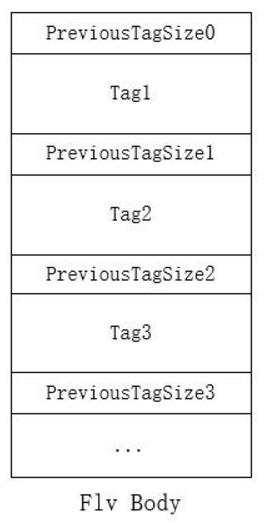 PreviousTagSize0
Tag1
PreviousTagSize1
Tag2
PreviousTagSize2
Tag3
PreviousTagSize3
...
Flv Body